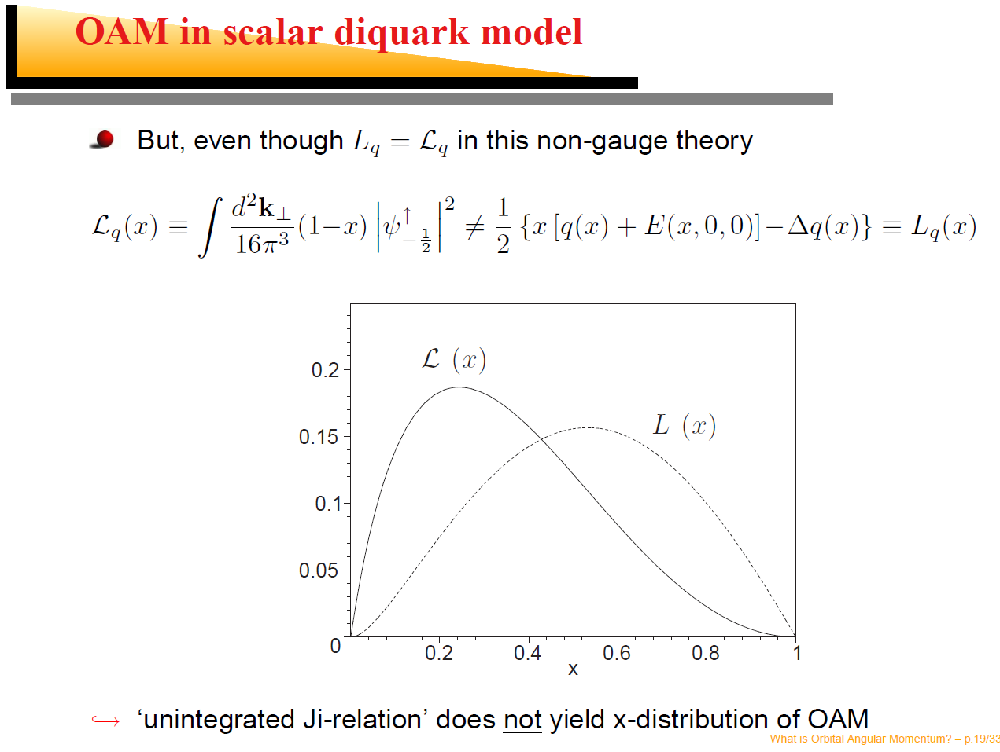 OAM in scalar diquark model
But, even though $L_q = \mathcal{L}_q$ in this non-gauge theory
$\mathcal{L}_q(x) \equiv \int \frac{d^2\mathbf{k}_\perp}{16\pi^3} (1-x) \left| \psi^{\uparrow}_{-\frac{1}{2}} \right|^2 \neq \frac{1}{2} \left\{ x \left[ q(x) + E(x,0,0) \right] - \Delta q(x) \right\} \equiv L_q(x)$
$\mathcal{L}$ (x)
L (x)
0.2
0.15
0.1
0.05
0
0.2 0.4 0.6 0.8 1
x
↪ ‘unintegrated Ji-relation’ does not yield x-distribution of OAM
What is Orbital Angular Momentum? – p.19/33